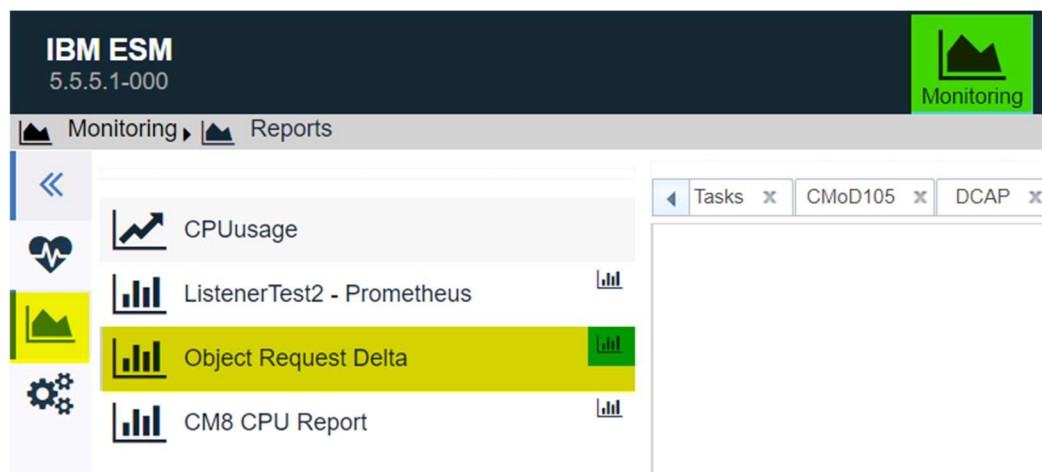 IBM ESM
5.5.5.1-000
Monitoring
Monitoring Reports
Tasks CMoD105 DCAP
CPUusage
ListenerTest2 - Prometheus
Object Request Delta
CM8 CPU Report